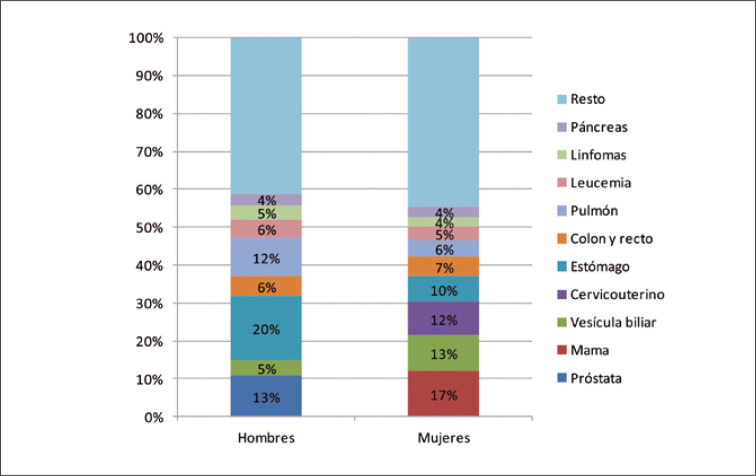 100%
90%
80%
70%
60%
50%
40%
30%
20%
10%
0%
4%
5%
6%
12%
6%
20%
5%
13%
4%
4%
5%
6%
7%
10%
12%
13%
17%
Hombres
Mujeres
Resto
Páncreas
Linfomas
Leucemia
Pulmón
Colon y recto
Estómago
Cervicouterino
Vesícula biliar
Mama
Próstata